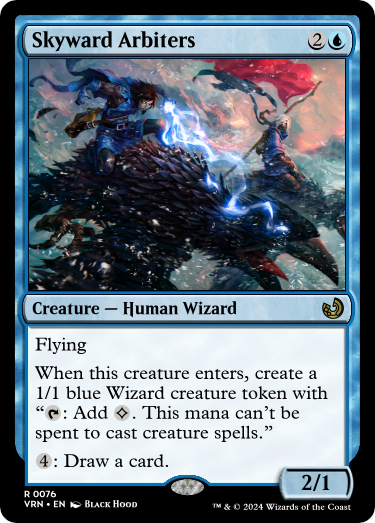 Skyward Arbiters 2
Creature — Human Wizard
Flying
When this creature enters, create a
1/1 blue Wizard creature token with
“: Add . This mana can’t be
spent to cast creature spells.”
4: Draw a card.
2/1
R 0076
VRN • EN Black Hood
™ & © 2024 Wizards of the Coast